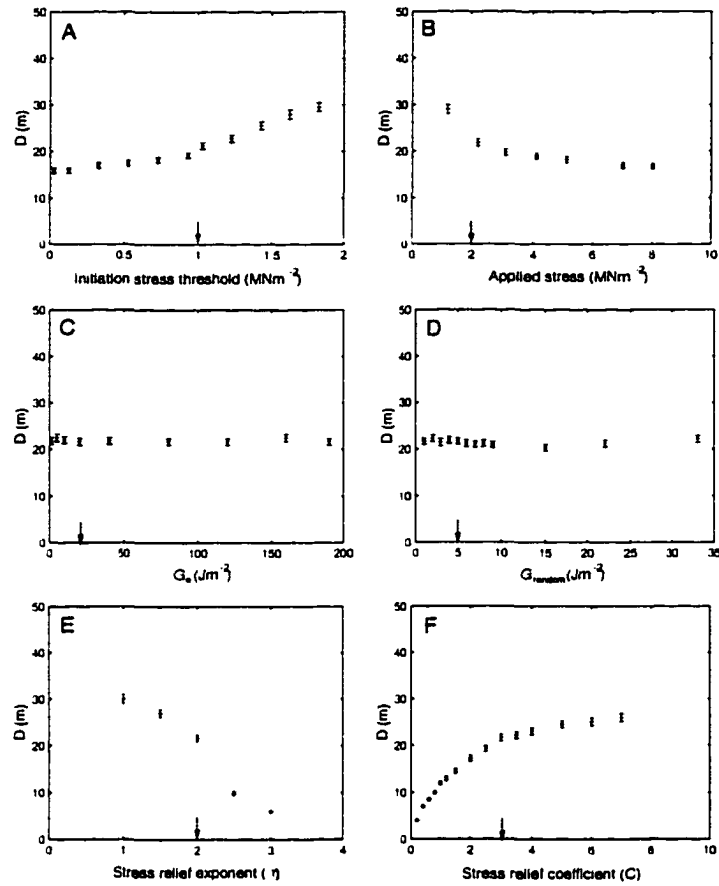 A
D (m)
50
40
30
20
10
0
0 0.5 1 1.5 2
Initiation stress threshold (MNm⁻²)
B
D (m)
50
40
30
20
10
0
0 2 4 6 8 10
Applied stress (MNm⁻²)
C
D (m)
50
40
30
20
10
0
0 50 100 150 200
(Jm⁻²)
D
D (m)
50
40
30
20
10
0
0 5 10 15 20 25 30 35
Grandom (Jm⁻²)
E
D (m)
50
40
30
20
10
0
0 1 2 3 4
Stress relief exponent (η)
F
D (m)
50
40
30
20
10
0
0 2 4 6 8 10
Stress relief coefficient (C)